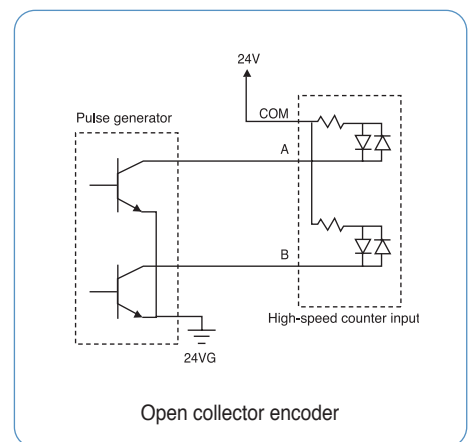 24V
COM
Pulse generator
A
B
High-speed counter input
24VG
Open collector encoder